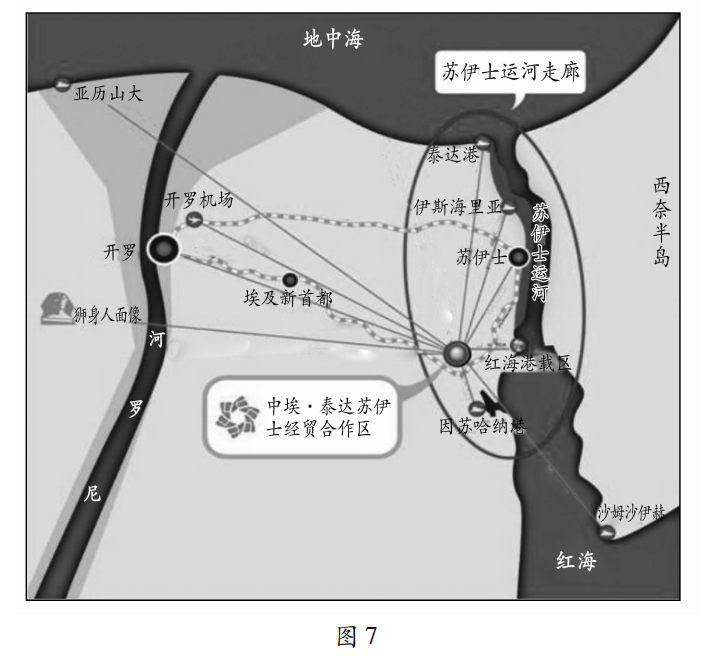 地中海
苏伊士运河走廊
亚历山大
泰达港
西奈半岛
开罗机场
伊斯海里亚
苏伊士运河
开罗
苏伊士
埃及新首都
狮身人面像
河
红海港载区
罗
中埃·泰达苏伊
士经贸合作区
因苏哈纳港
尼
沙姆沙伊赫
红海
图 7